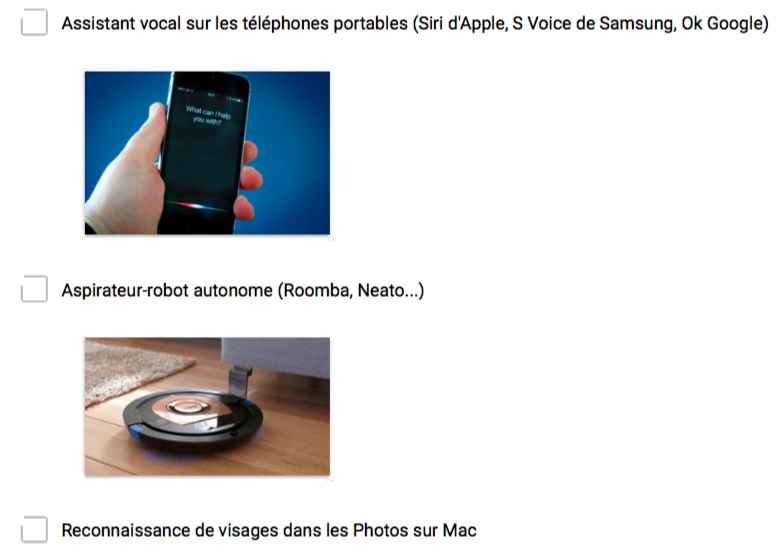 Assistant vocal sur les téléphones portables (Siri d'Apple, S Voice de Samsung, Ok Google)
What can I help
you with?
Aspirateur-robot autonome (Roomba, Neato...)
Reconnaissance de visages dans les Photos sur Mac